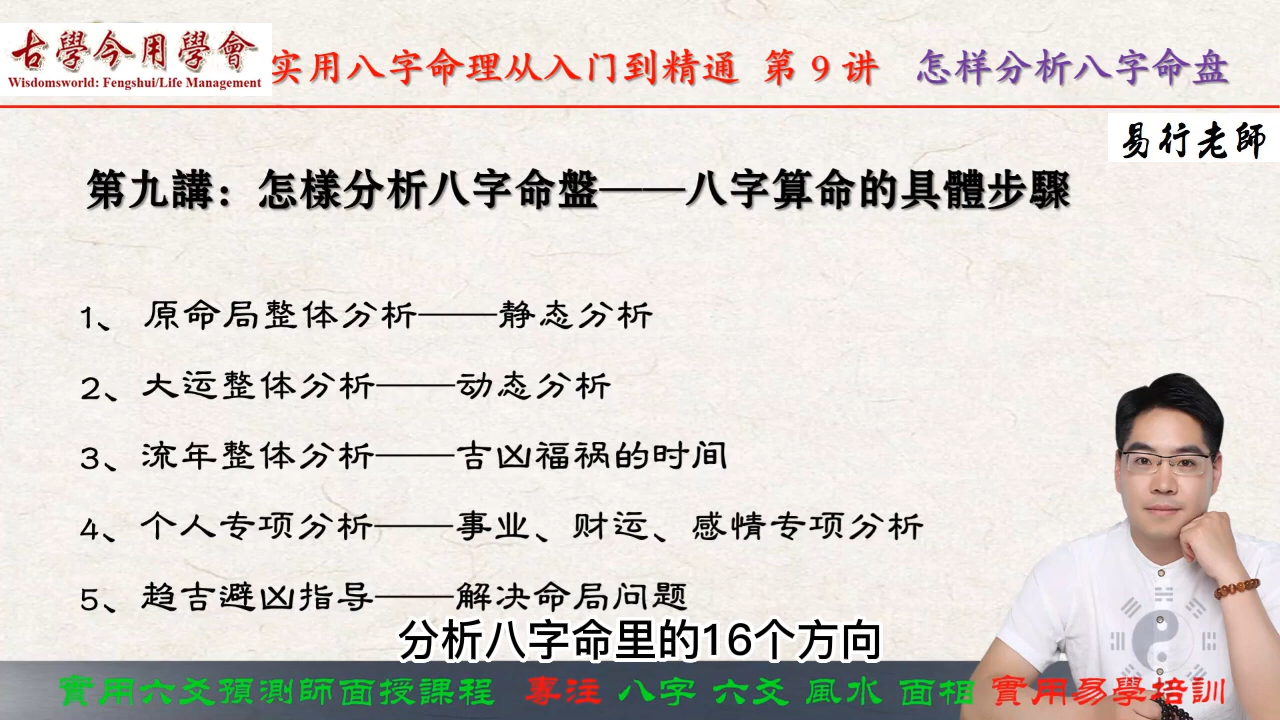 古學今用學會
Wisdomsworld: Fengshui/Life Management
实用八字命理从入门到精通 第 9 讲 怎样分析八字命盘
易行老師
第九講：怎樣分析八字命盤——八字算命的具體步驟
1、 原命局整体分析——静态分析
2、大运整体分析——动态分析
3、流年整体分析——吉凶福祸的时间
4、个人专项分析——事业、财运、感情专项分析
5、趋吉避凶指导——解决命局问题
分析八字命里的16个方向
實用六爻預測師面授課程 專注 八字 六爻 風水 面相 實用易學培訓